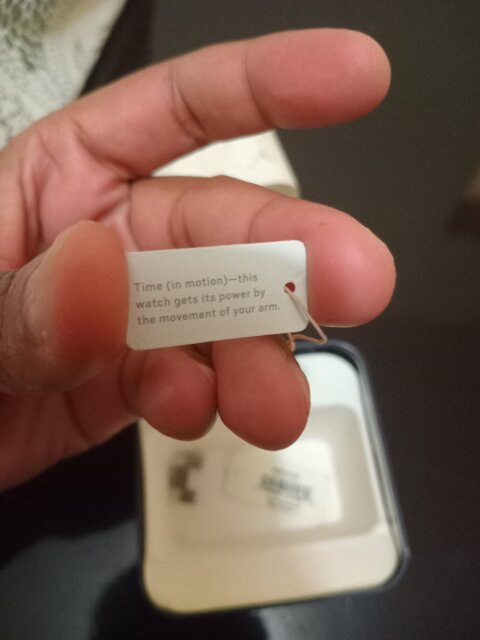 Time (in motion)—this
watch gets its power by
the movement of your arm.